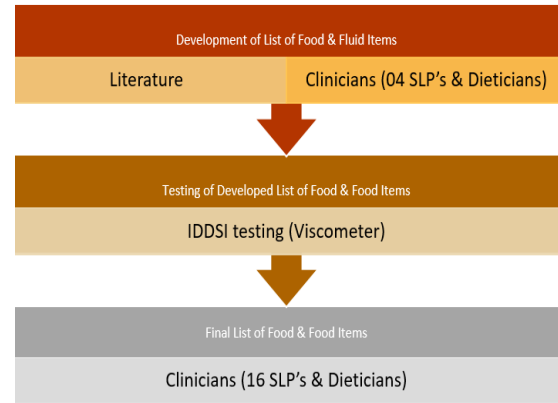 Development of List of Food & Fluid Items
Literature
Clinicians (04 SLP's & Dieticians)
Testing of Developed List of Food & Food Items
IDDSI testing (Viscometer)
Final List of Food & Food Items
Clinicians (16 SLP's & Dieticians)